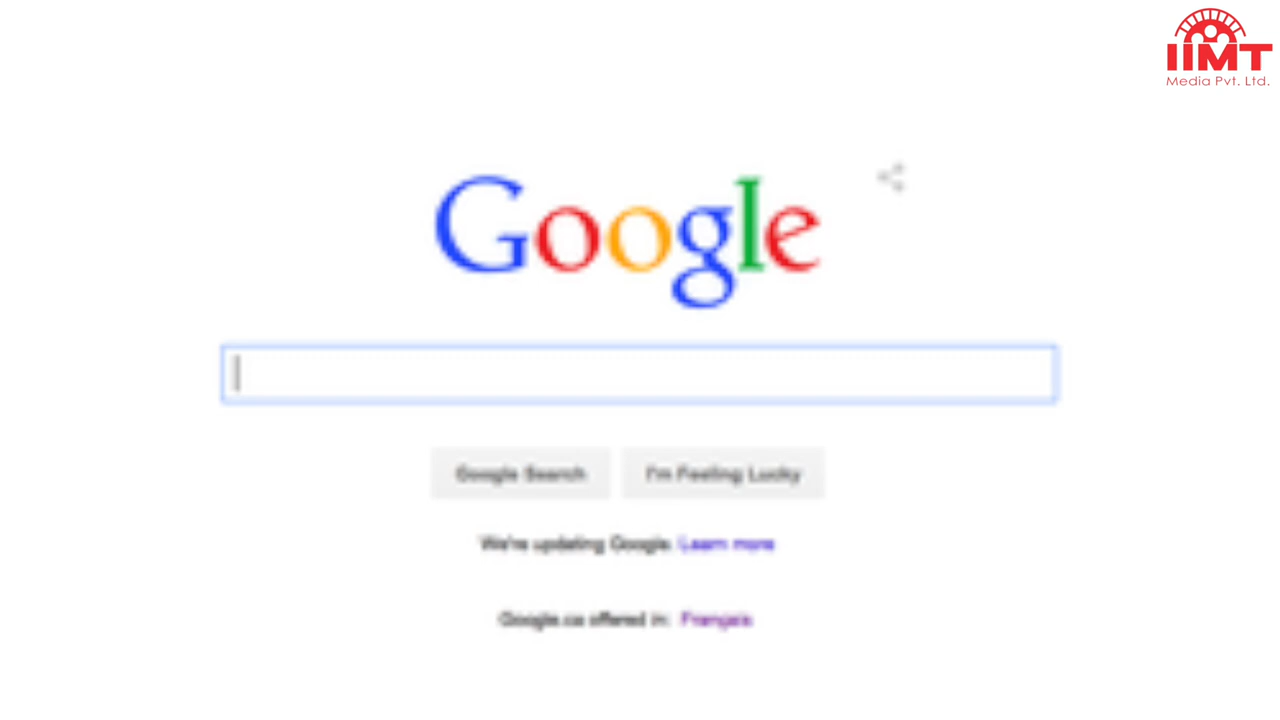 IIMT
Media Pvt. Ltd.
Google
Google Search
I'm Feeling Lucky
We're updating Google. Learn more
Google.ca offered in: Français